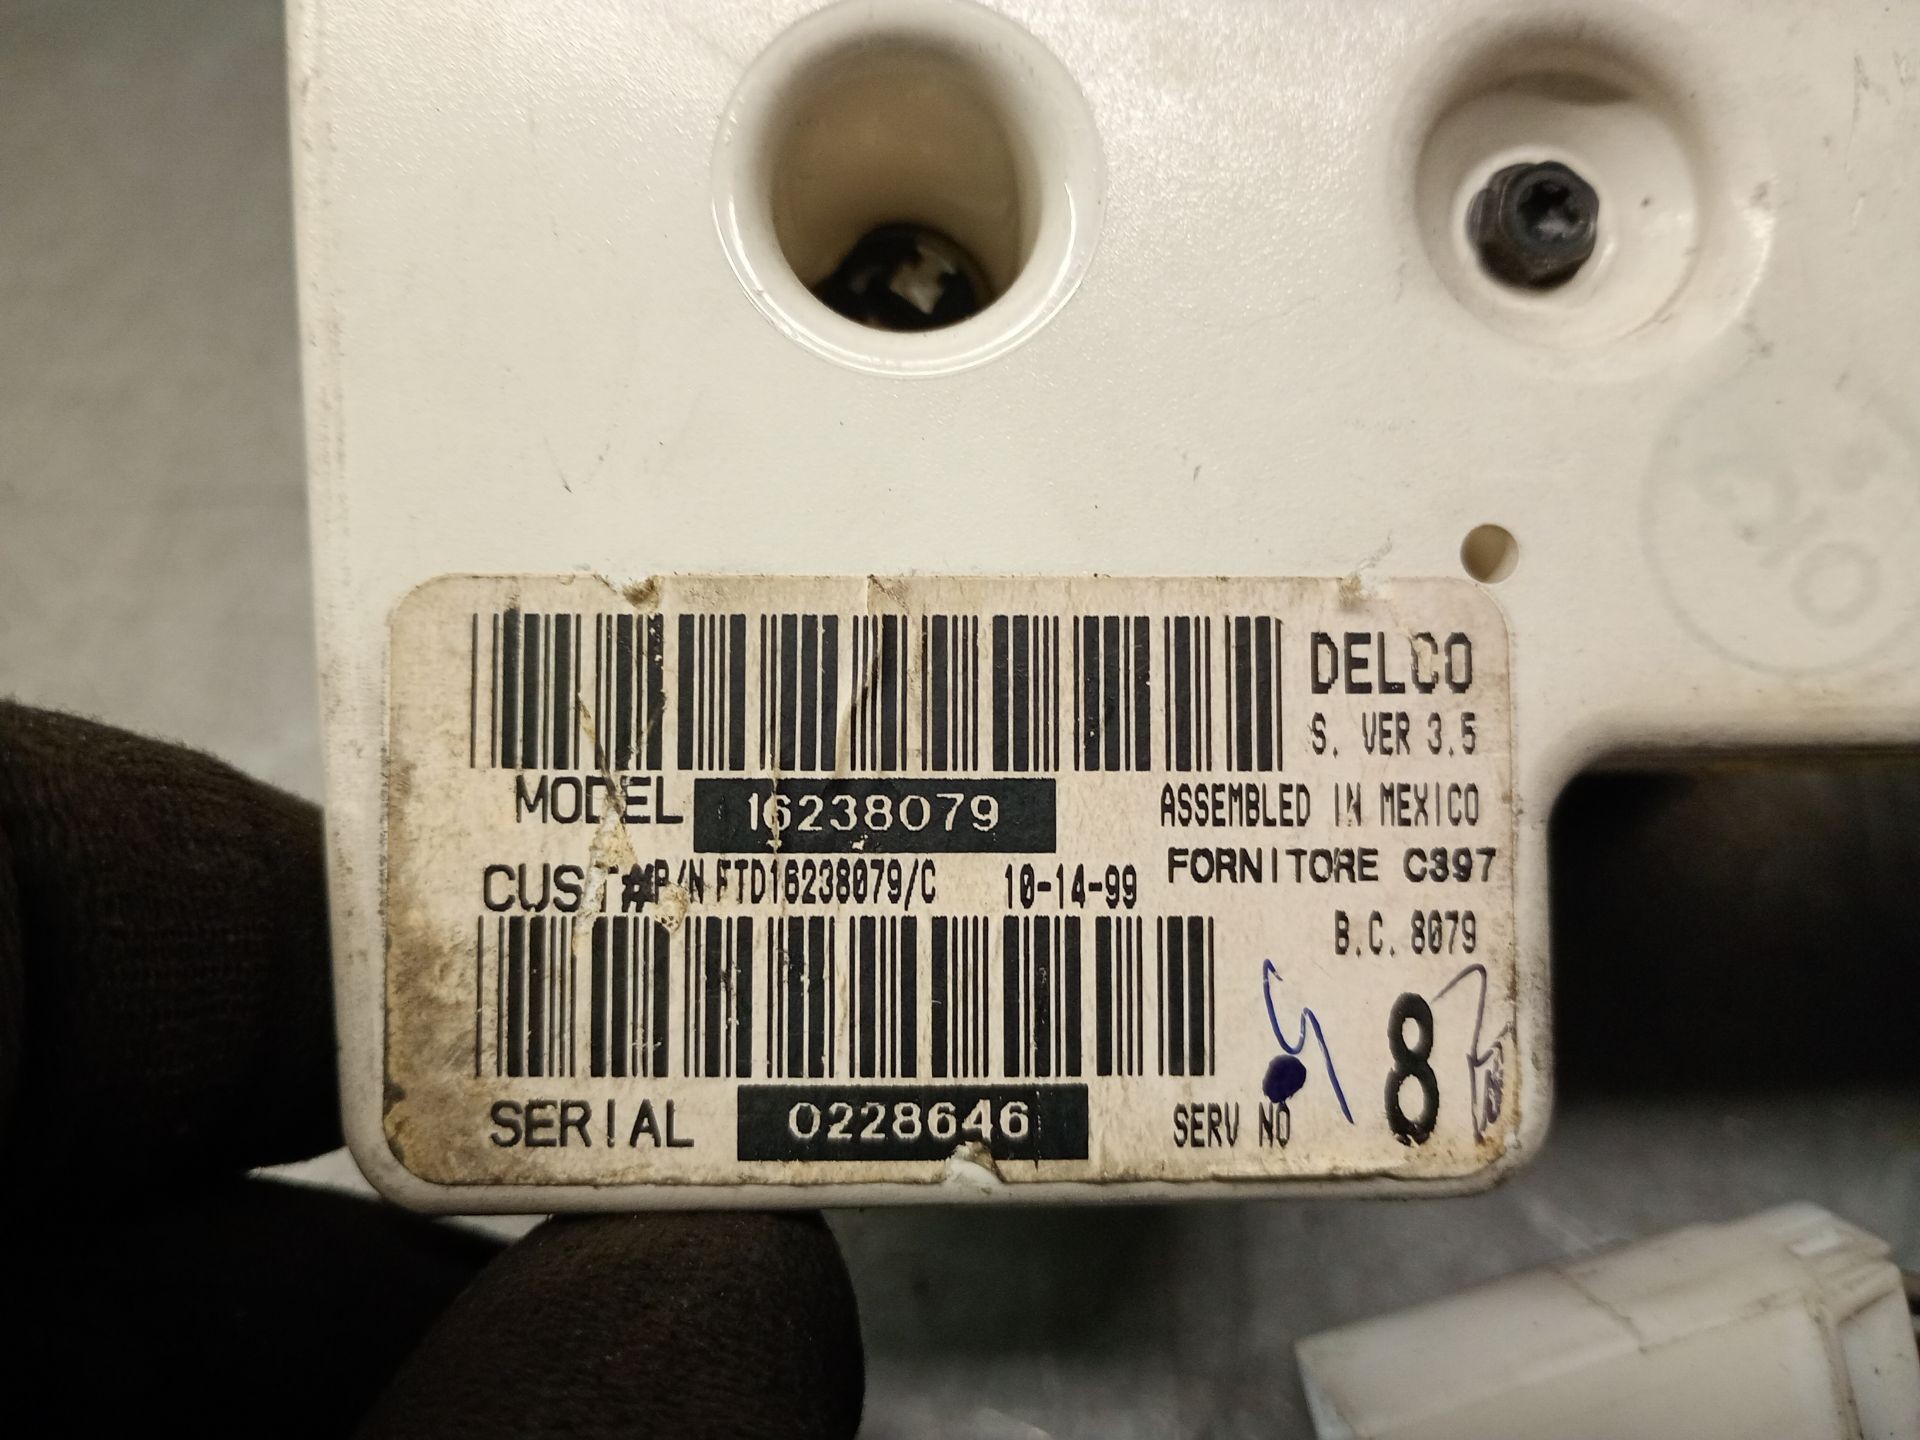 DELCO
S. VER 3.5
MODEL 16238079
ASSEMBLED IN MEXICO
CUST# P/N FTD16238079/C 10-14-99
FORNITORE C397
B.C. 8079
8
SERIAL 0228646
SERV NO